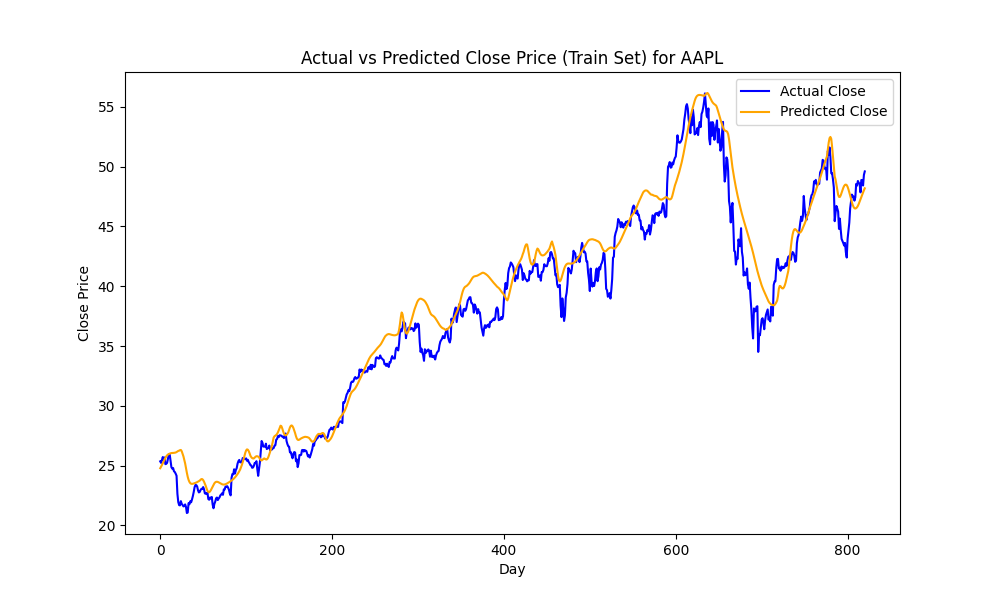 Actual vs Predicted Close Price (Train Set) for AAPL
Actual Close
Predicted Close
Close Price
55
50
45
40
35
30
25
20
0 200 400 600 800
Day